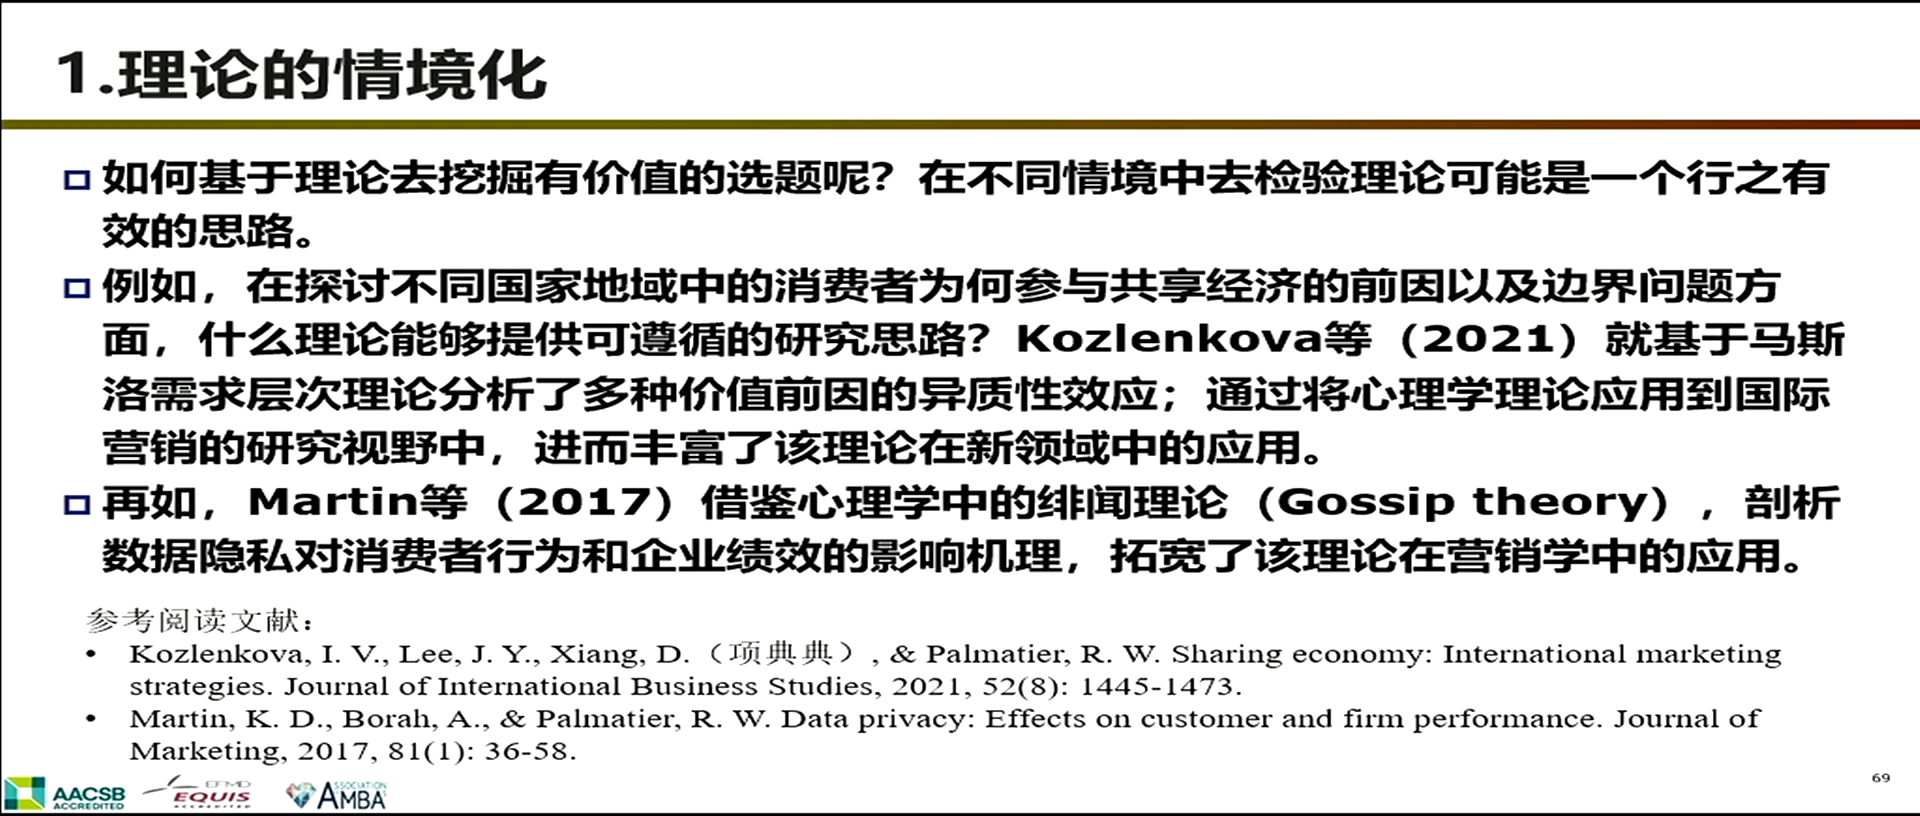 1.理论的情境化
如何基于理论去挖掘有价值的选题呢？在不同情境中去检验理论可能是一个行之有
效的思路。
例如，在探讨不同国家地域中的消费者为何参与共享经济的前因以及边界问题方
面，什么理论能够提供可遵循的研究思路？Kozlenkova等（2021）就基于马斯
洛需求层次理论分析了多种价值前因的异质性效应；通过将心理学理论应用到国际
营销的研究视野中，进而丰富了该理论在新领域中的应用。
再如，Martin等（2017）借鉴心理学中的绯闻理论（Gossip theory），剖析
数据隐私对消费者行为和企业绩效的影响机理，拓宽了该理论在营销学中的应用。
参考阅读文献：
• Kozlenkova, I. V., Lee, J. Y., Xiang, D.（项典典）, & Palmatier, R. W. Sharing economy: International marketing
strategies. Journal of International Business Studies, 2021, 52(8): 1445-1473.
• Martin, K. D., Borah, A., & Palmatier, R. W. Data privacy: Effects on customer and firm performance. Journal of
Marketing, 2017, 81(1): 36-58.
AACSB
ACCREDITED
EFMD
EQUIS
ACCREDITED
ASSOCIATION
AMBA
69